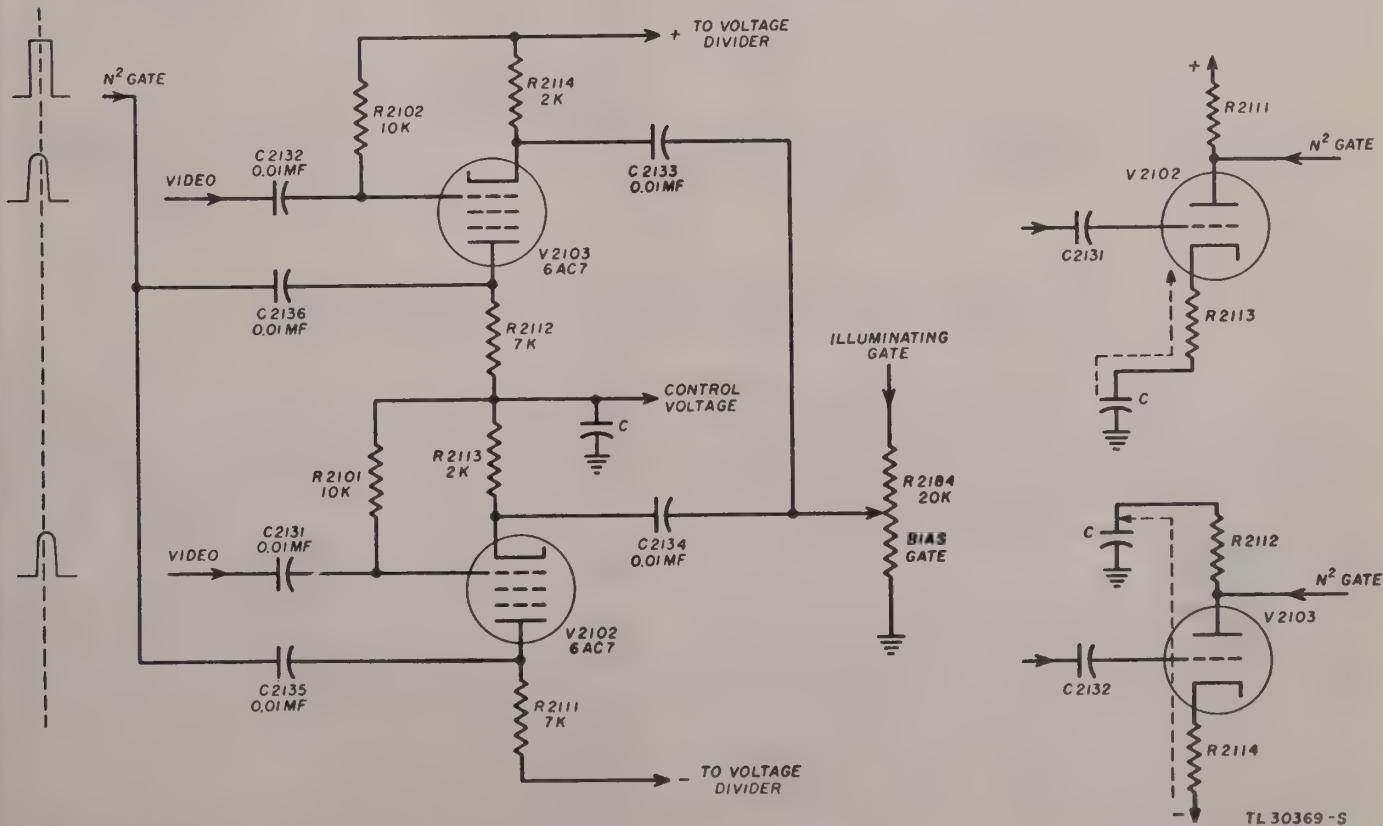 + TO VOLTAGE
DIVIDER
N² GATE
R2102
10K
R2114
2K
C2132
0.01MF
VIDEO
C2133
0.01MF
V2103
6AC7
C2136
0.01MF
R2112
7K
CONTROL
VOLTAGE
C
ILLUMINATING
GATE
R2101
10K
R2113
2K
R2184
20K
BIAS
GATE
C2131
0.01MF
VIDEO
C2134
0.01MF
V2102
6AC7
C2135
0.01MF
R2111
7K
- TO VOLTAGE
DIVIDER
+
R2111
N² GATE
V2102
C2131
R2113
C
C
R2112
N² GATE
V2103
C2132
R2114
-
TL 30369-S